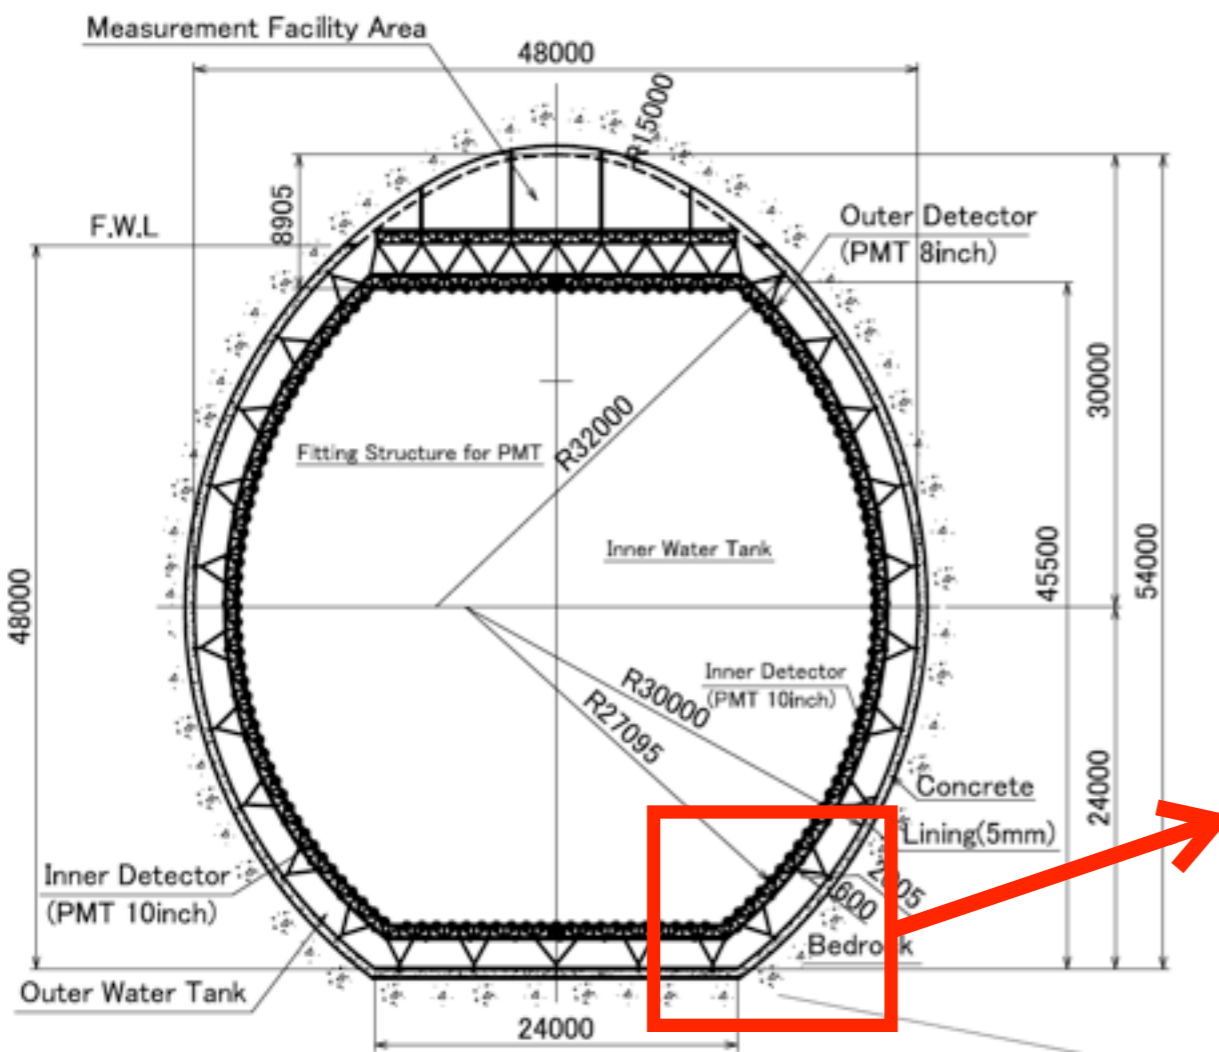 Measurement Facility Area
48000
R15000
8905
F.W.L
Outer Detector
(PMT 8inch)
30000
R32000
Fitting Structure for PMT
Inner Water Tank
45500
54000
48000
Inner Detector
(PMT 10inch)
R30000
R27095
24000
Concrete
Lining(5mm)
600
Inner Detector
(PMT 10inch)
Bedrock
Outer Water Tank
24000